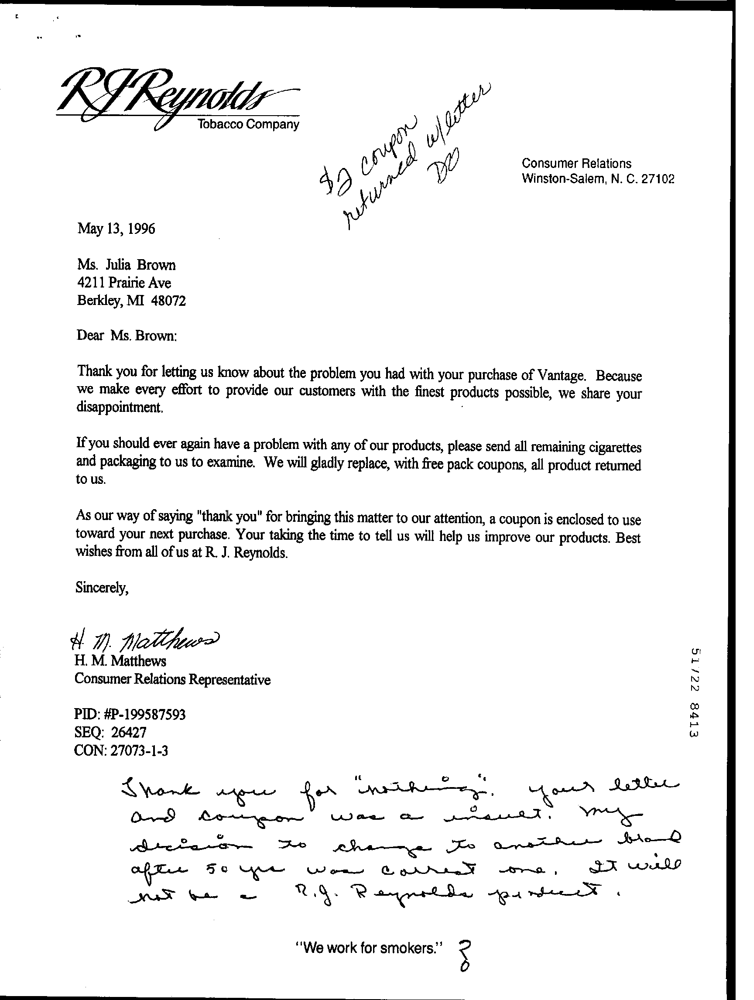 RJReynolds
Tobacco Company
$2 coupon
returned w/letter
DO
Consumer Relations
Winston-Salem, N. C. 27102
May 13, 1996
Ms. Julia Brown
4211 Prairie Ave
Berkley, MI 48072
Dear Ms. Brown:
Thank you for letting us know about the problem you had with your purchase of Vantage. Because
we make every effort to provide our customers with the finest products possible, we share your
disappointment.
If you should ever again have a problem with any of our products, please send all remaining cigarettes
and packaging to us to examine. We will gladly replace, with free pack coupons, all product returned
to us.
As our way of saying "thank you" for bringing this matter to our attention, a coupon is enclosed to use
toward your next purchase. Your taking the time to tell us will help us improve our products. Best
wishes from all of us at R. J. Reynolds.
Sincerely,
H. M. Matthews
H. M. Matthews
Consumer Relations Representative
PID: #P-199587593
SEQ: 26427
CON: 27073-1-3
51722 8413
Thank you for "nothing". your letter
and coupon was a insult. my
decision to change to another brand
after 50 yrs was correct one. It will
not be a R.J. Reynolds product.
"We work for smokers." ?